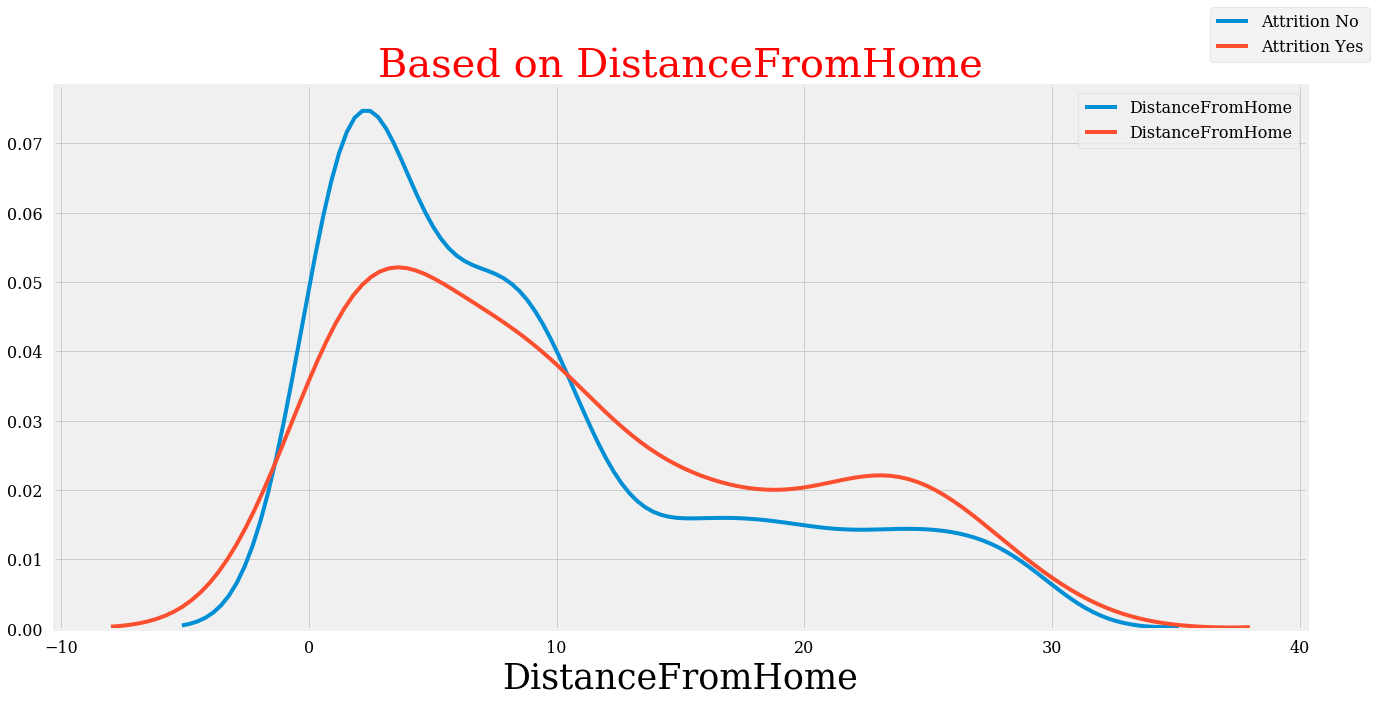 Attrition No
Attrition Yes
Based on DistanceFromHome
DistanceFromHome
DistanceFromHome
0.07
0.06
0.05
0.04
0.03
0.02
0.01
0.00
−10 0 10 20 30 40
DistanceFromHome